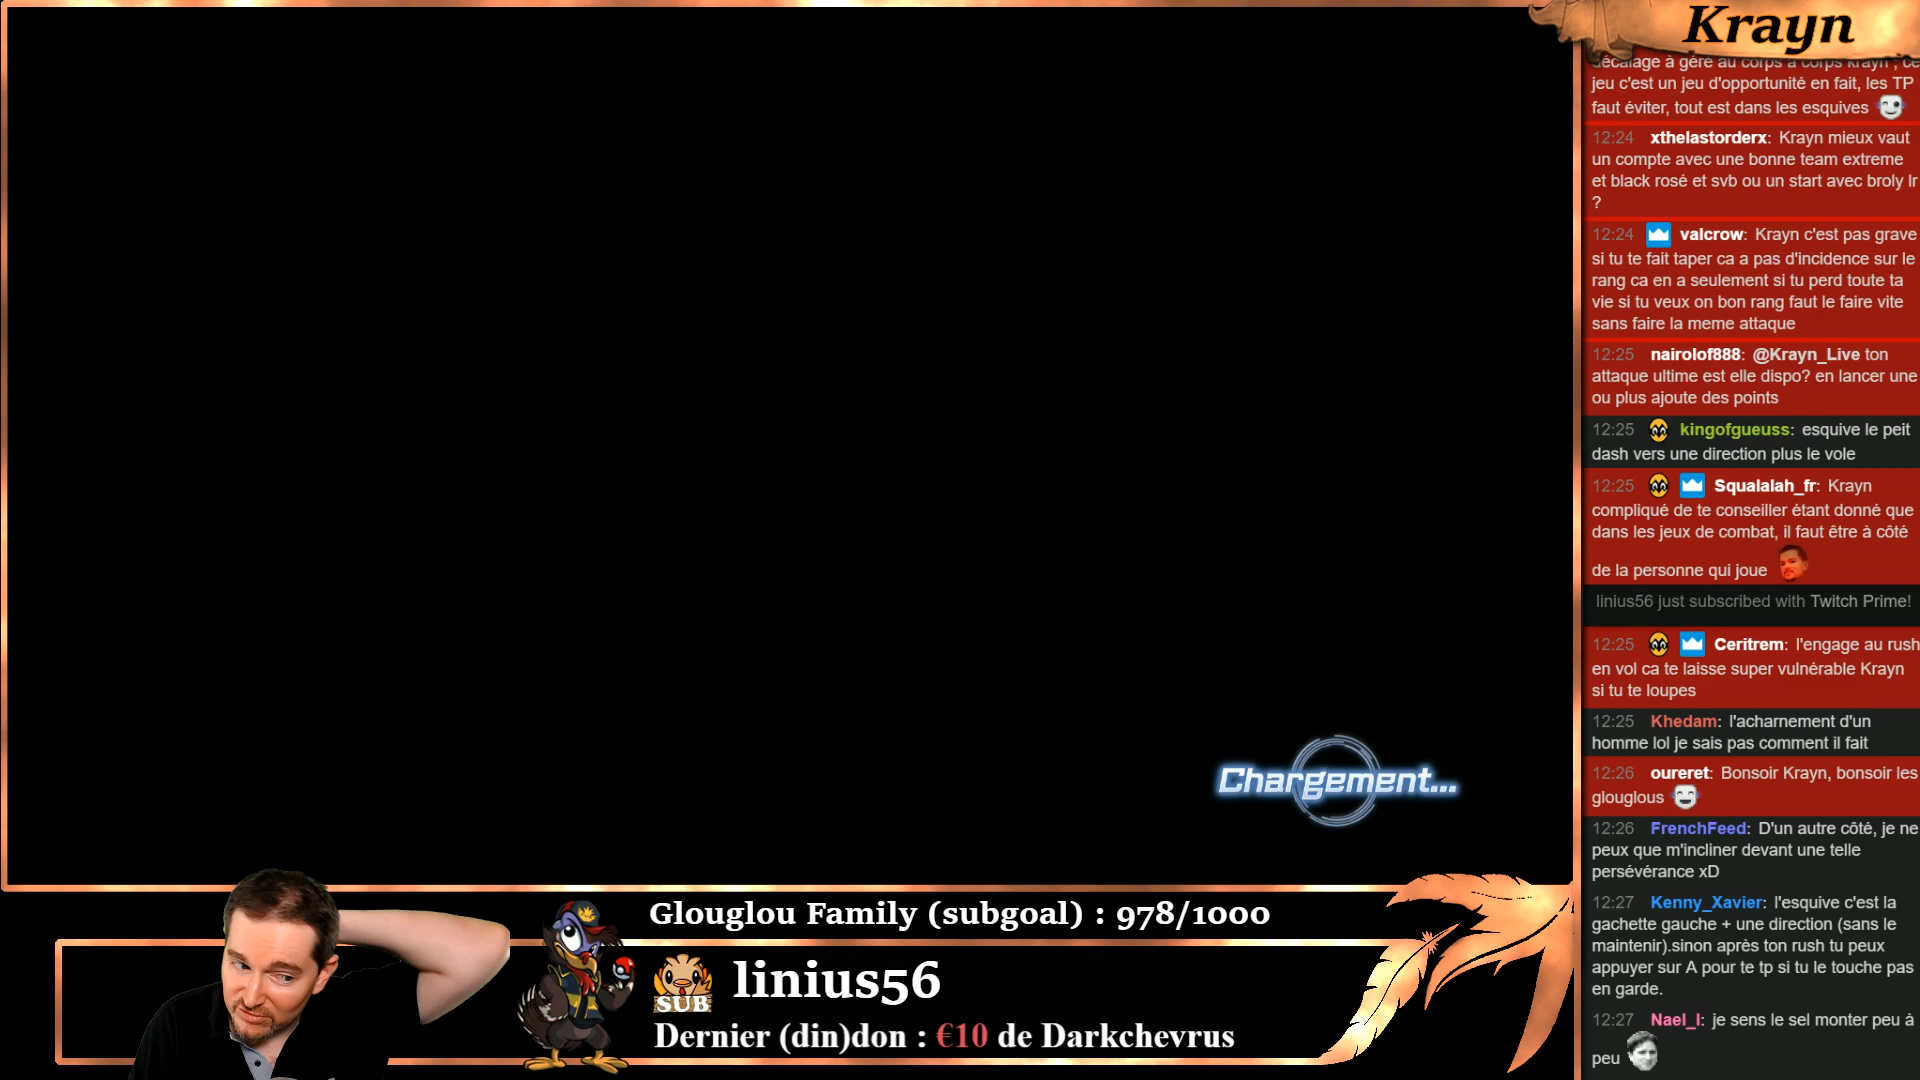 Krayn
décalage à gére au corps à corps krayn , ce
jeu c'est un jeu d'opportunité en fait, les TP
faut éviter, tout est dans les esquives
12:24 xthelastorderx: Krayn mieux vaut
un compte avec une bonne team extreme
et black rosé et svb ou un start avec broly lr
?
12:24 valcrow: Krayn c'est pas grave
si tu te fait taper ca a pas d'incidence sur le
rang ca en a seulement si tu perd toute ta
vie si tu veux on bon rang faut le faire vite
sans faire la meme attaque
12:25 nairolof888: @Krayn_Live ton
attaque ultime est elle dispo? en lancer une
ou plus ajoute des points
12:25 kingofgueuss: esquive le peit
dash vers une direction plus le vole
12:25 Squalalah_fr: Krayn
compliqué de te conseiller étant donné que
dans les jeux de combat, il faut être à côté
de la personne qui joue
linius56 just subscribed with Twitch Prime!
12:25 Ceritrem: l'engage au rush
en vol ca te laisse super vulnérable Krayn
si tu te loupes
12:25 Khedam: l'acharnement d'un
homme lol je sais pas comment il fait
12:26 oureret: Bonsoir Krayn, bonsoir les
glouglous
12:26 FrenchFeed: D'un autre côté, je ne
peux que m'incliner devant une telle
persévérance xD
12:27 Kenny_Xavier: l'esquive c'est la
gachette gauche + une direction (sans le
maintenir).sinon après ton rush tu peux
appuyer sur A pour te tp si tu le touche pas
en garde.
12:27 Nael_I: je sens le sel monter peu à
peu
Chargement...
Glouglou Family (subgoal) : 978/1000
SUB linius56
Dernier (din)don : €10 de Darkchevrus